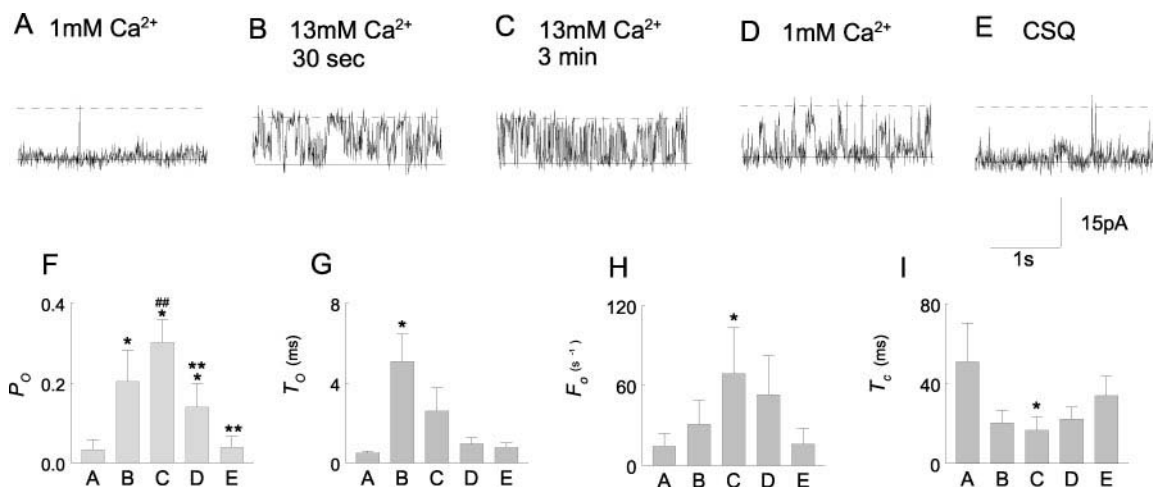 A 1mM Ca²⁺
B 13mM Ca²⁺
30 sec
C 13mM Ca²⁺
3 min
D 1mM Ca²⁺
E CSQ
15pA
1s
F
P_O
0.4
0.2
0.0
##
*
*
**
*
**
A B C D E
G
T_O (ms)
8
4
0
*
A B C D E
H
F_o (s⁻¹)
120
60
0
*
A B C D E
I
T_c (ms)
80
40
0
*
A B C D E